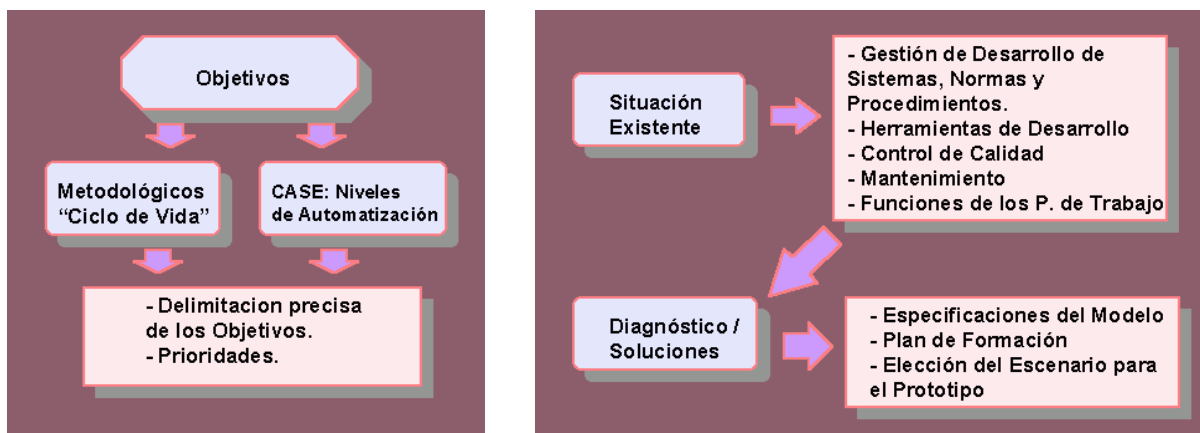 Objetivos
Metodológicos
“Ciclo de Vida”
CASE: Niveles
de Automatización
- Delimitacion precisa
de los Objetivos.
- Prioridades.
Situación
Existente
- Gestión de Desarrollo de
Sistemas, Normas y
Procedimientos.
- Herramientas de Desarrollo
- Control de Calidad
- Mantenimiento
- Funciones de los P. de Trabajo
Diagnóstico /
Soluciones
- Especificaciones del Modelo
- Plan de Formación
- Elección del Escenario para
el Prototipo